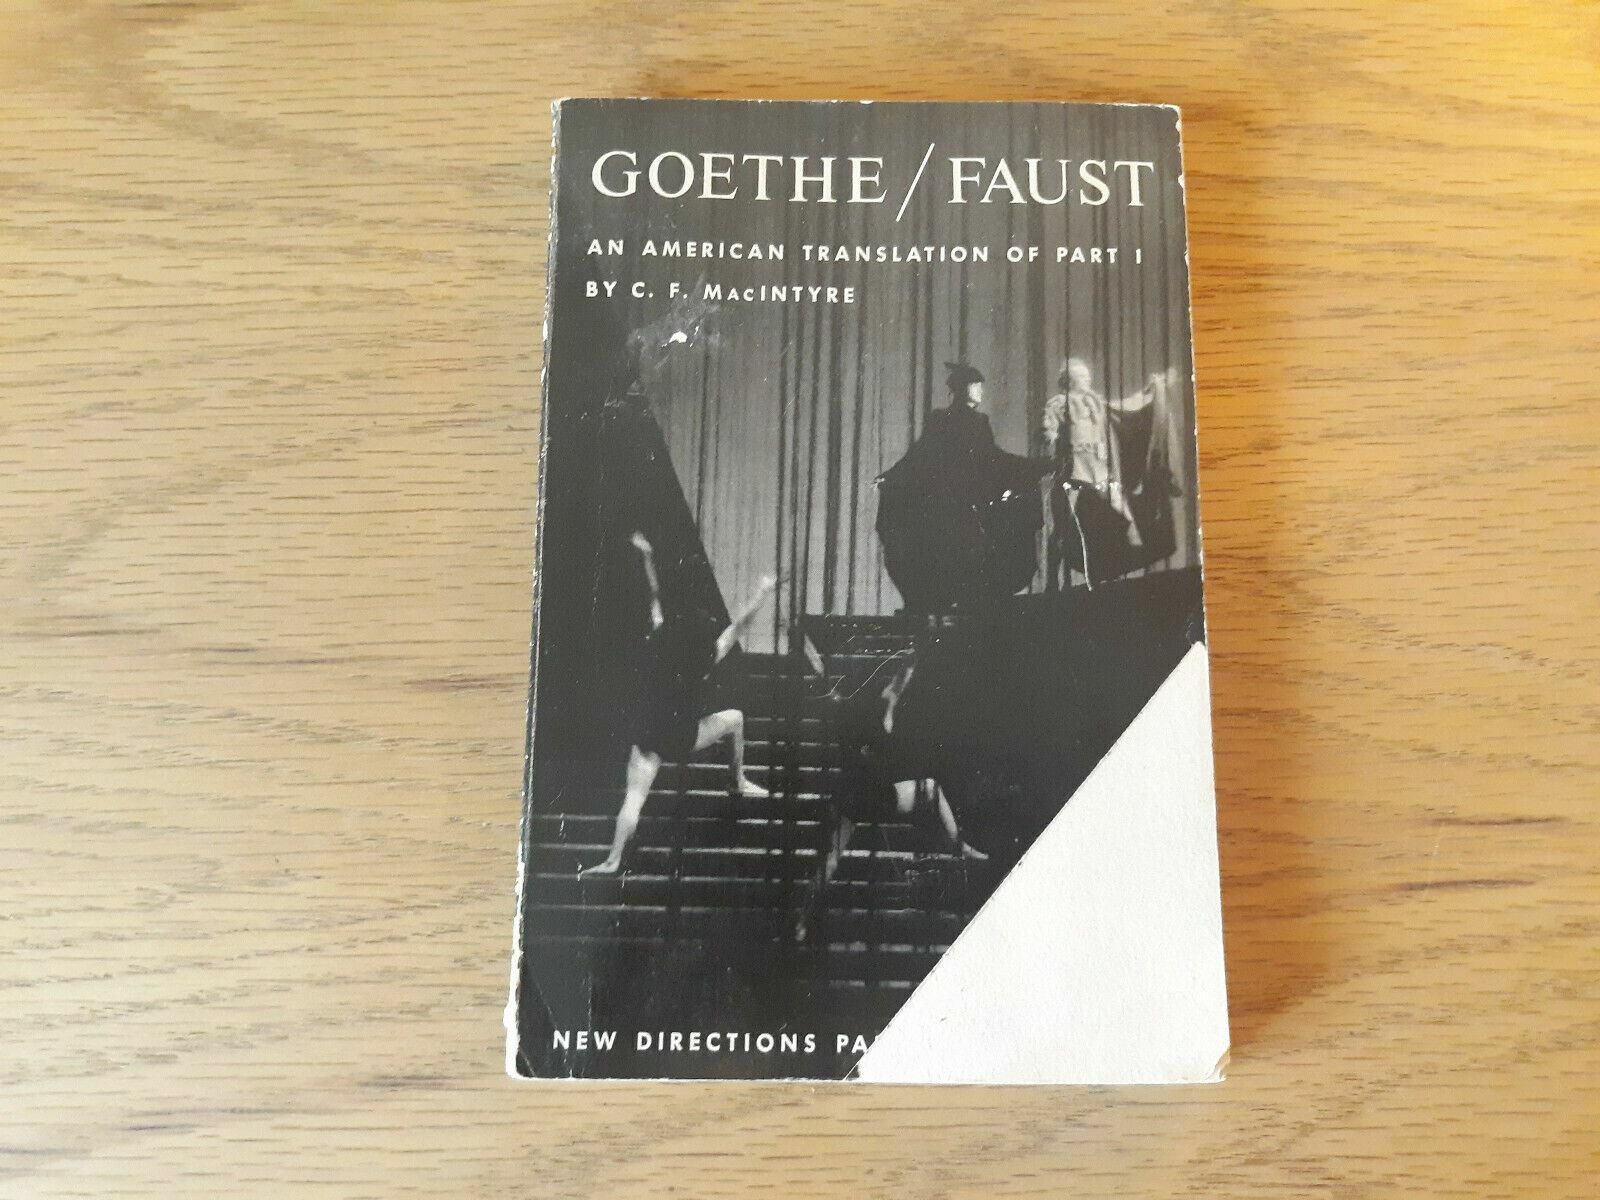 GOETHE/FAUST
AN AMERICAN TRANSLATION OF PART I
BY C. F. MACINTYRE
NEW DIRECTIONS PA